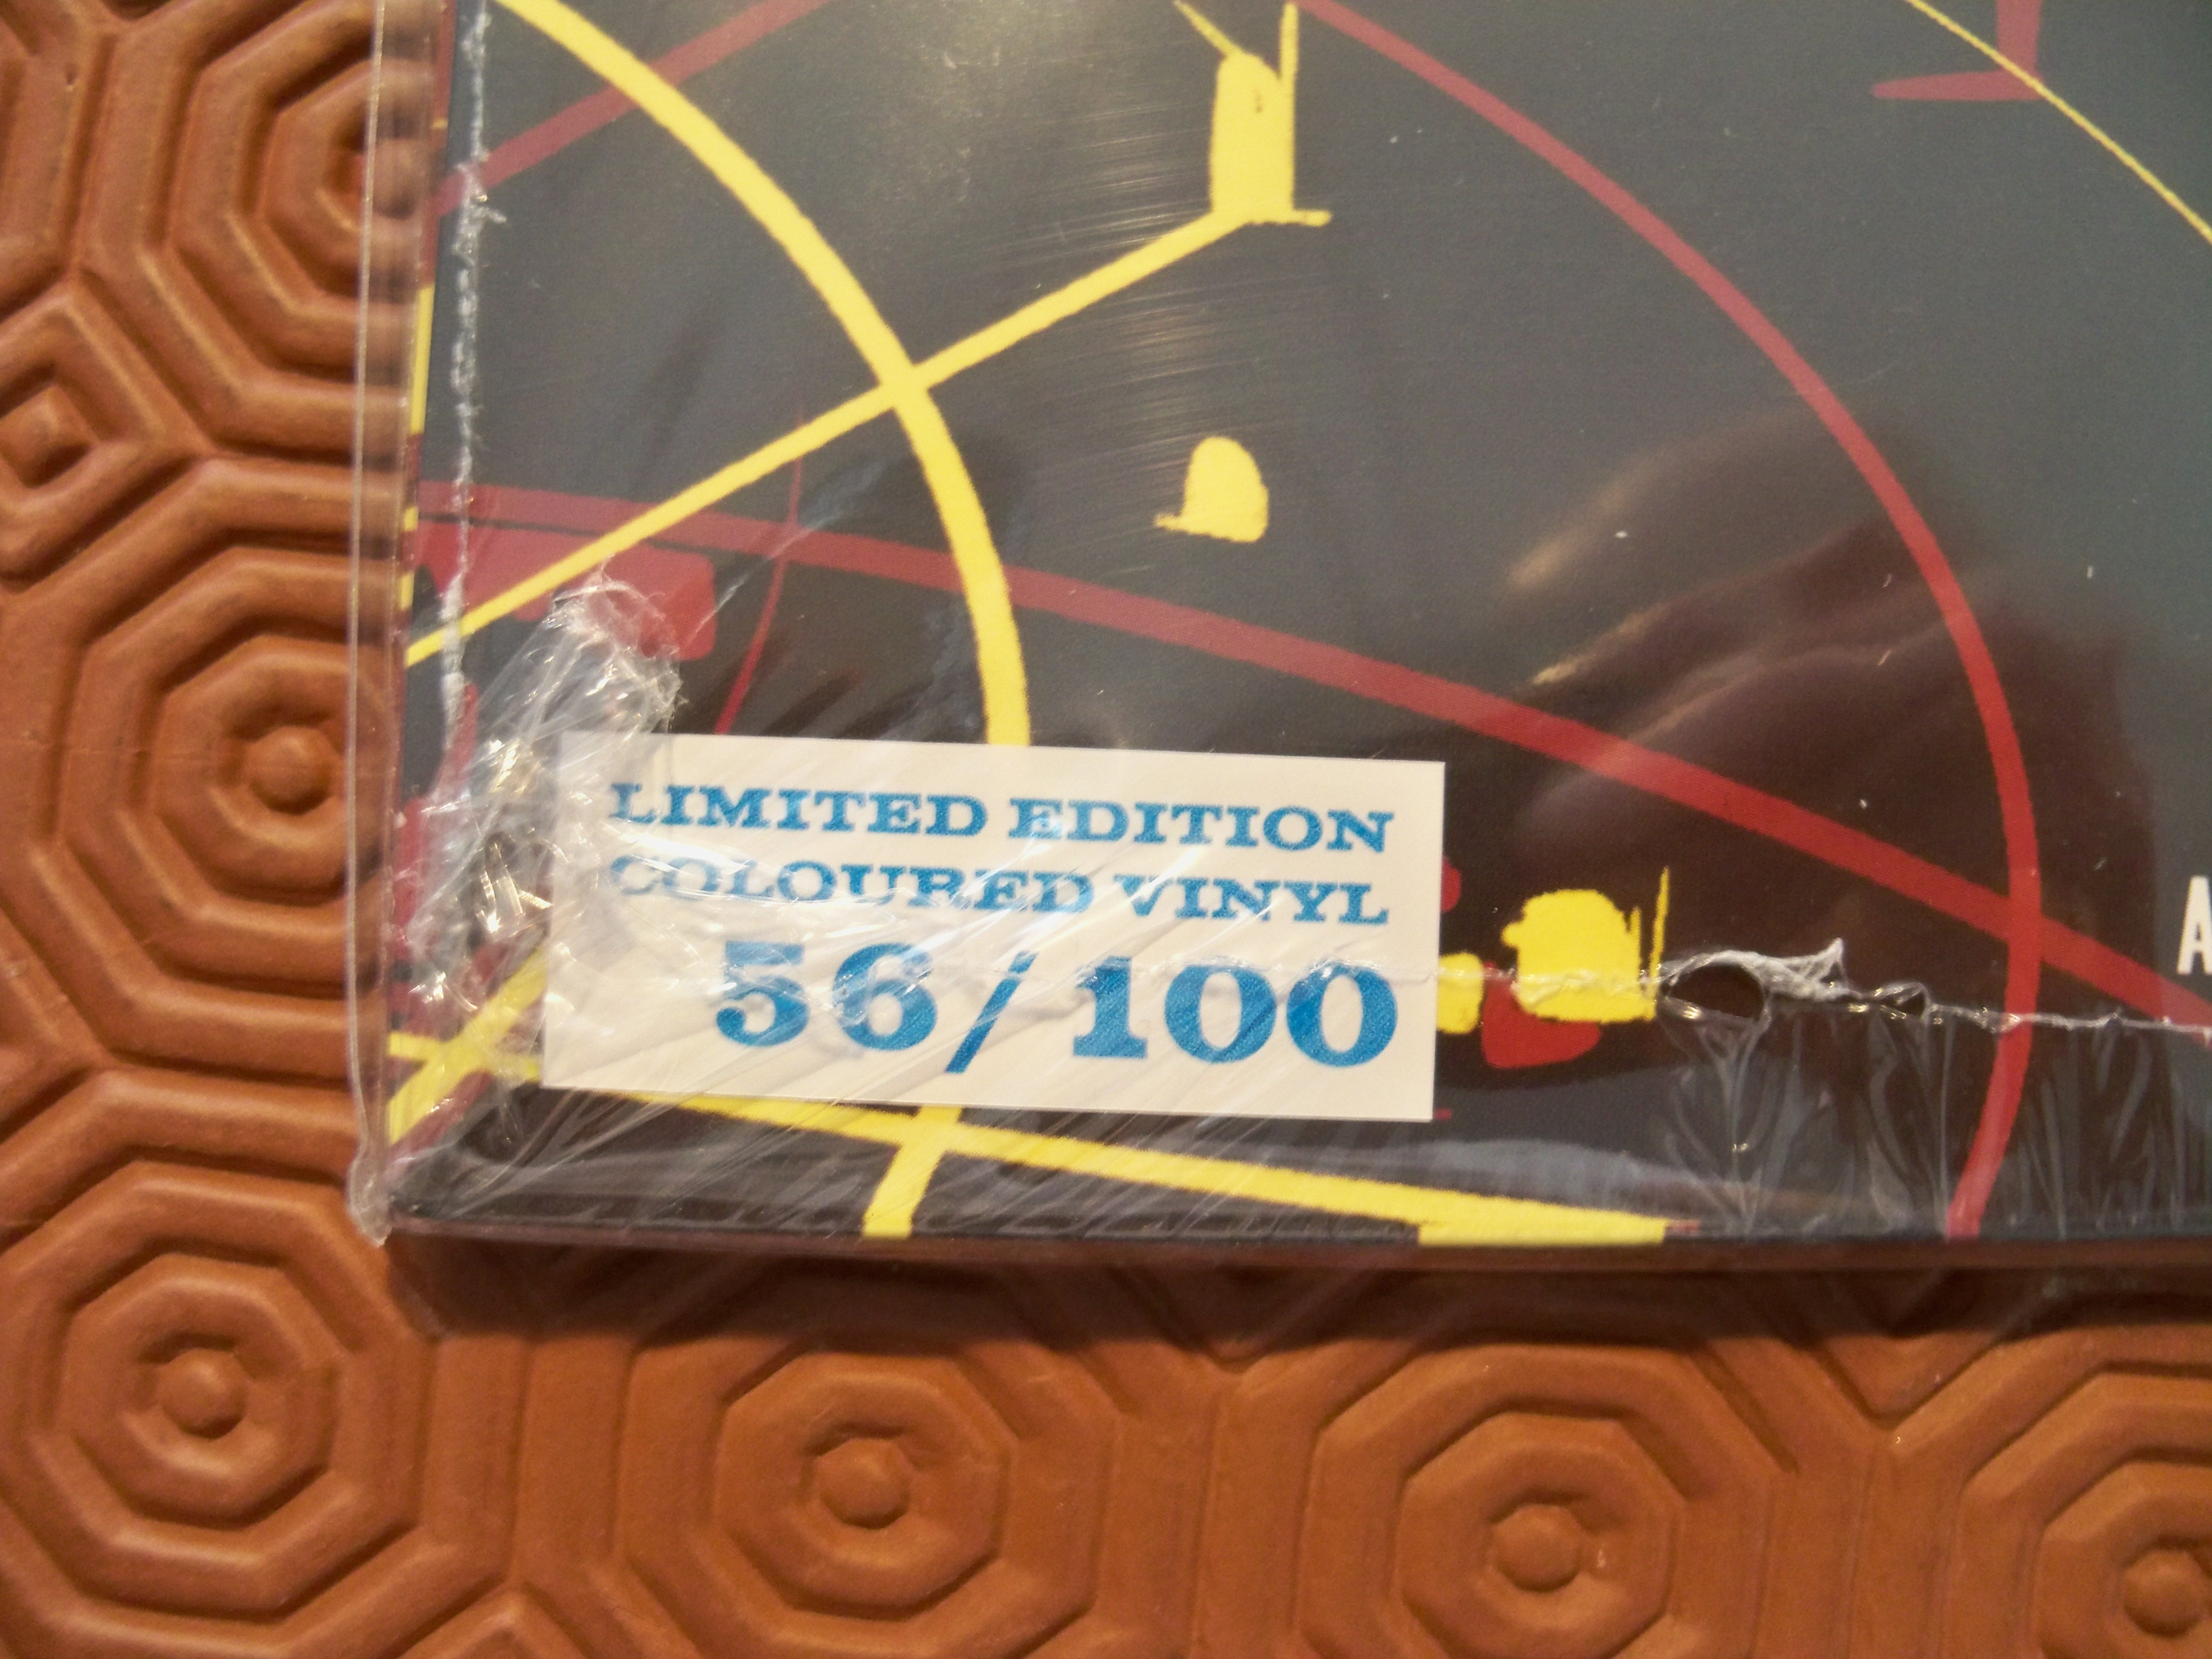 LIMITED EDITION
COLOURED VINYL
56/100
A